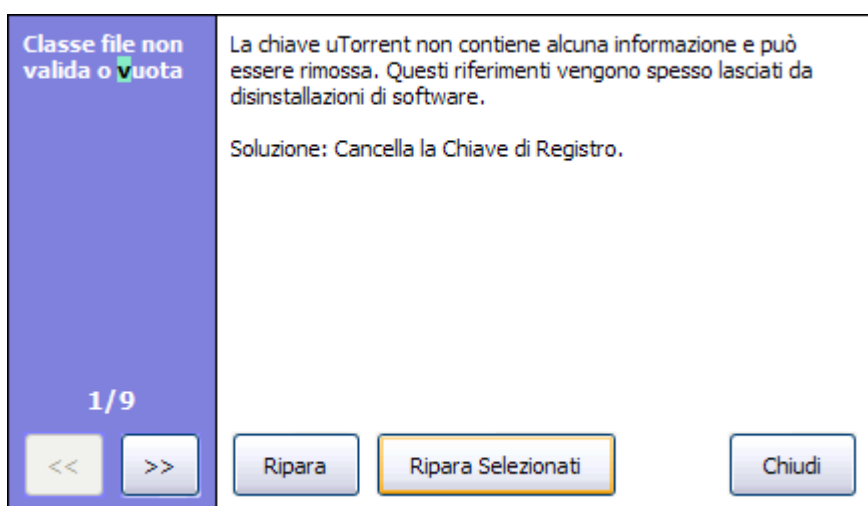 Classe file non
valida o vuota
La chiave uTorrent non contiene alcuna informazione e può
essere rimossa. Questi riferimenti vengono spesso lasciati da
disinstallazioni di software.
Soluzione: Cancella la Chiave di Registro.
1/9
<<
>>
Ripara
Ripara Selezionati
Chiudi